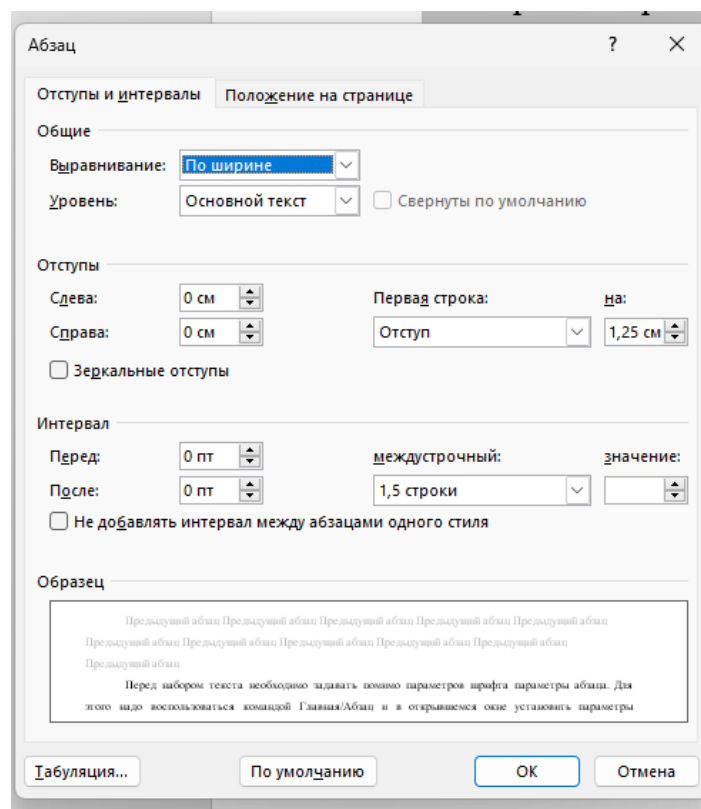 Абзац ?
Отступы и интервалы Положение на странице
Общие
Выравнивание: По ширине
Уровень: Основной текст Свернуты по умолчанию
Отступы
Слева: 0 см Первая строка: на:
Справа: 0 см Отступ 1,25 см
Зеркальные отступы
Интервал
Перед: 0 пт междустрочный: значение:
После: 0 пт 1,5 строки
Не добавлять интервал между абзацами одного стиля
Образец
Предыдущий абзац Предыдущий абзац Предыдущий абзац Предыдущий абзац Предыдущий абзац
Предыдущий абзац Предыдущий абзац Предыдущий абзац Предыдущий абзац Предыдущий абзац
Предыдущий абзац
Перед набором текста необходимо задавать помимо параметров шрифта параметры абзаца. Для
этого надо воспользоваться командой Главная/Абзац и в открывшемся окне установить параметры
Табуляция... По умолчанию ОК Отмена